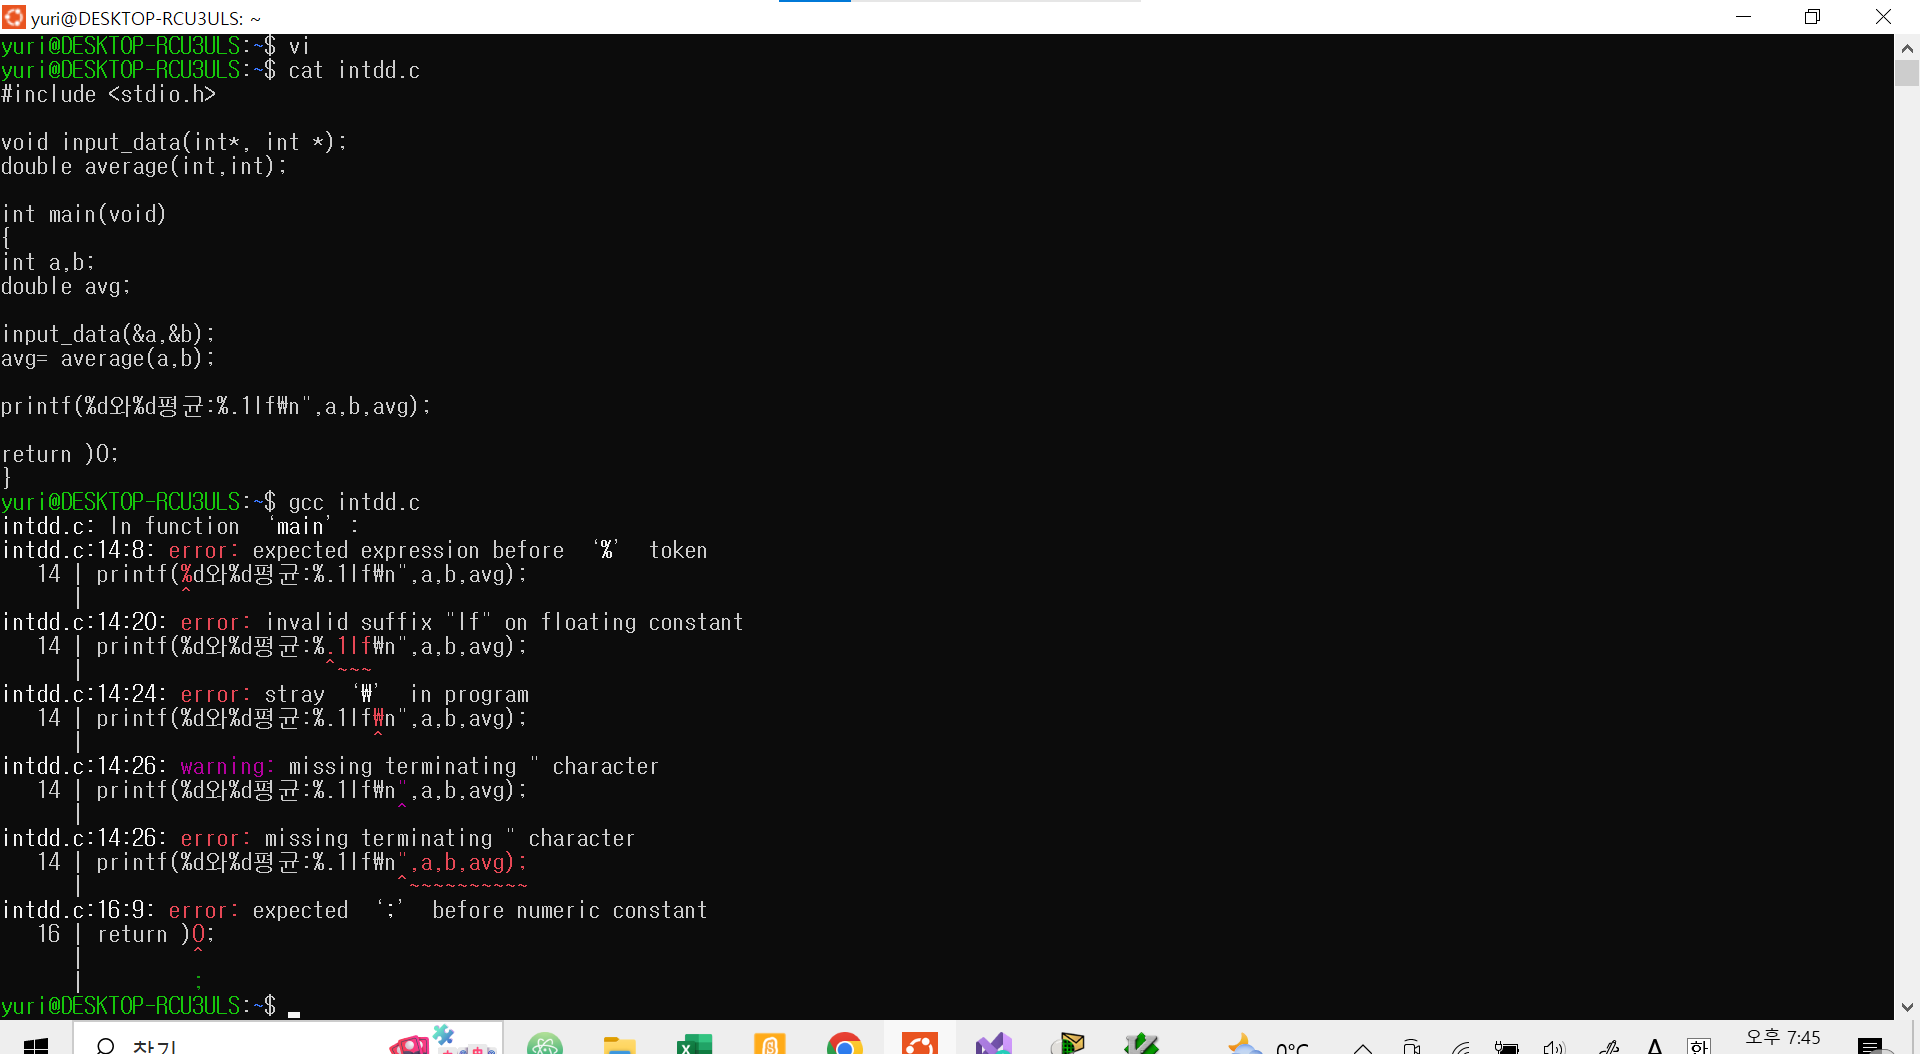 yuri@DESKTOP-RCU3ULS: ~
yuri@DESKTOP-RCU3ULS:~$ vi
yuri@DESKTOP-RCU3ULS:~$ cat intdd.c
#include <stdio.h>
void input_data(int*, int *);
double average(int,int);
int main(void)
{
int a,b;
double avg;
input_data(&a,&b);
avg= average(a,b);
printf(%d와%d평균:%.1lf₩n",a,b,avg);
return )0;
}
yuri@DESKTOP-RCU3ULS:~$ gcc intdd.c
intdd.c: In function ‘main’:
intdd.c:14:8: error: expected expression before ‘%’ token
14 | printf(%d와%d평균:%.1lf₩n",a,b,avg);
| ^
intdd.c:14:20: error: invalid suffix "lf" on floating constant
14 | printf(%d와%d평균:%.1lf₩n",a,b,avg);
| ^~~~
intdd.c:14:24: error: stray ‘₩’ in program
14 | printf(%d와%d평균:%.1lf₩n",a,b,avg);
| ^
intdd.c:14:26: warning: missing terminating " character
14 | printf(%d와%d평균:%.1lf₩n",a,b,avg);
| ^
intdd.c:14:26: error: missing terminating " character
14 | printf(%d와%d평균:%.1lf₩n",a,b,avg);
| ^~~~~~~~~~~
intdd.c:16:9: error: expected ‘;’ before numeric constant
16 | return )0;
| ^
| ;
yuri@DESKTOP-RCU3ULS:~$
찾기
0°C
A
한
오후 7:45